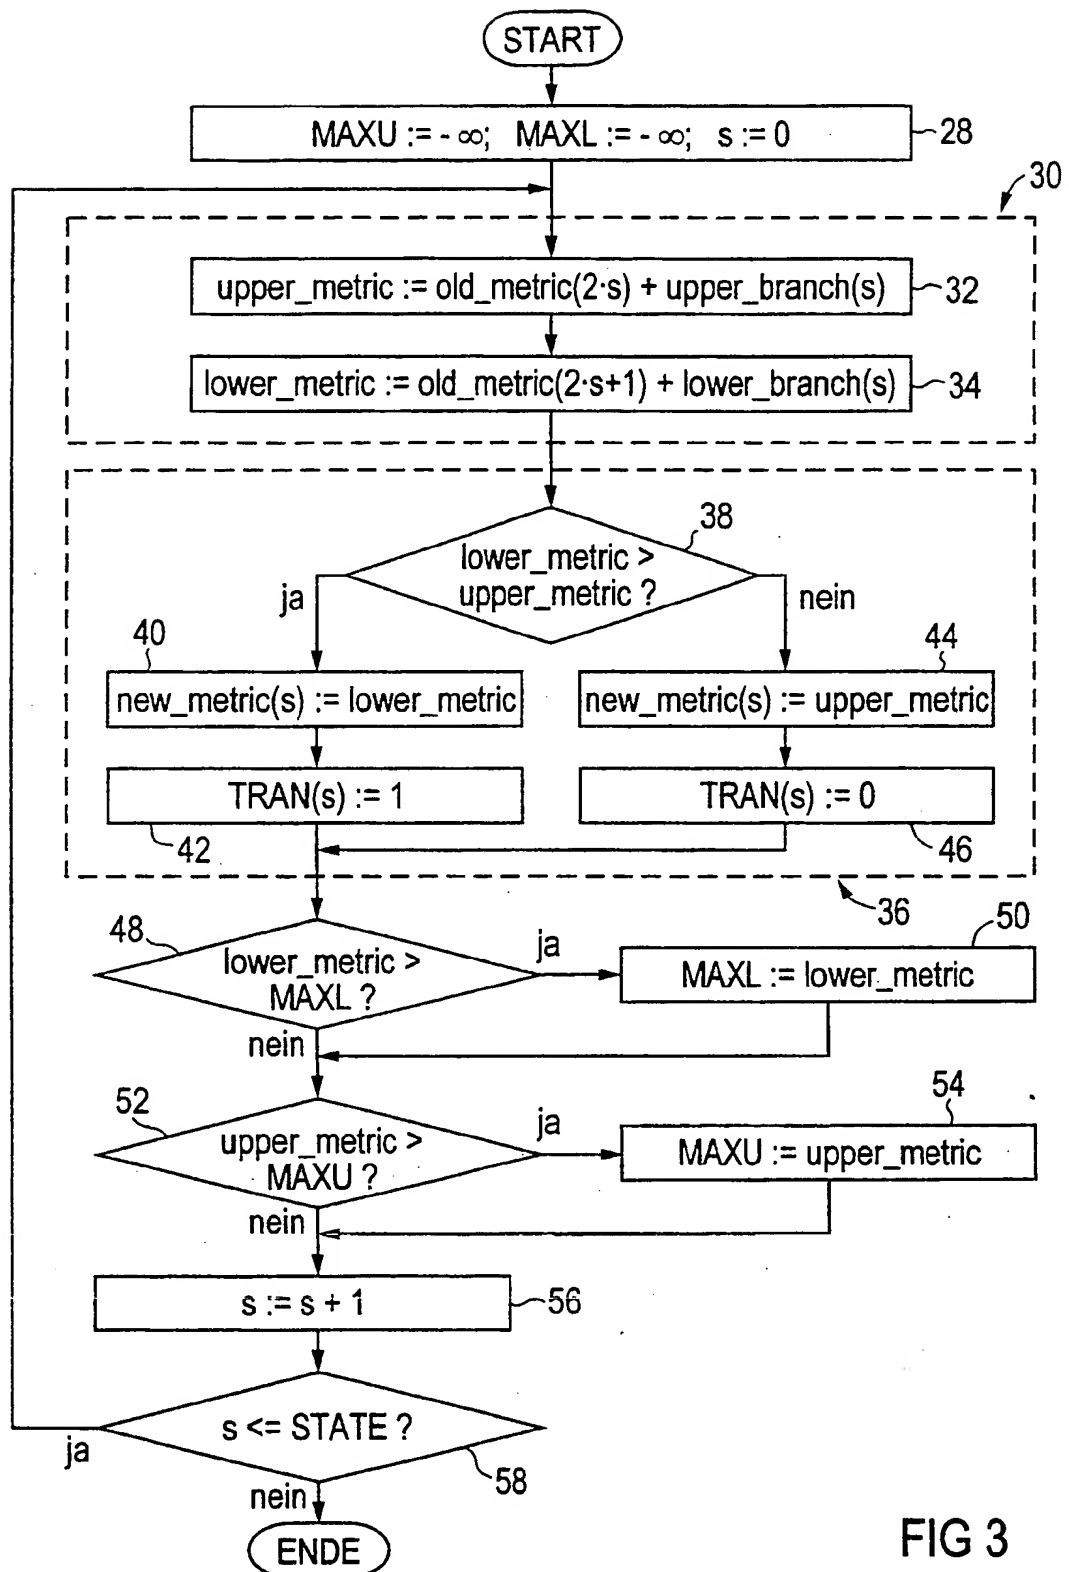 START
MAXU := - ∞;   MAXL := - ∞;   s := 0
28
30
upper_metric := old_metric(2·s) + upper_branch(s)
32
lower_metric := old_metric(2·s+1) + lower_branch(s)
34
38
lower_metric >
upper_metric ?
ja
nein
40
44
new_metric(s) := lower_metric
new_metric(s) := upper_metric
TRAN(s) := 1
TRAN(s) := 0
42
46
36
48
50
lower_metric >
MAXL ?
ja
MAXL := lower_metric
nein
52
54
upper_metric >
MAXU ?
ja
MAXU := upper_metric
nein
s := s + 1
56
s <= STATE ?
ja
58
nein
ENDE
FIG 3